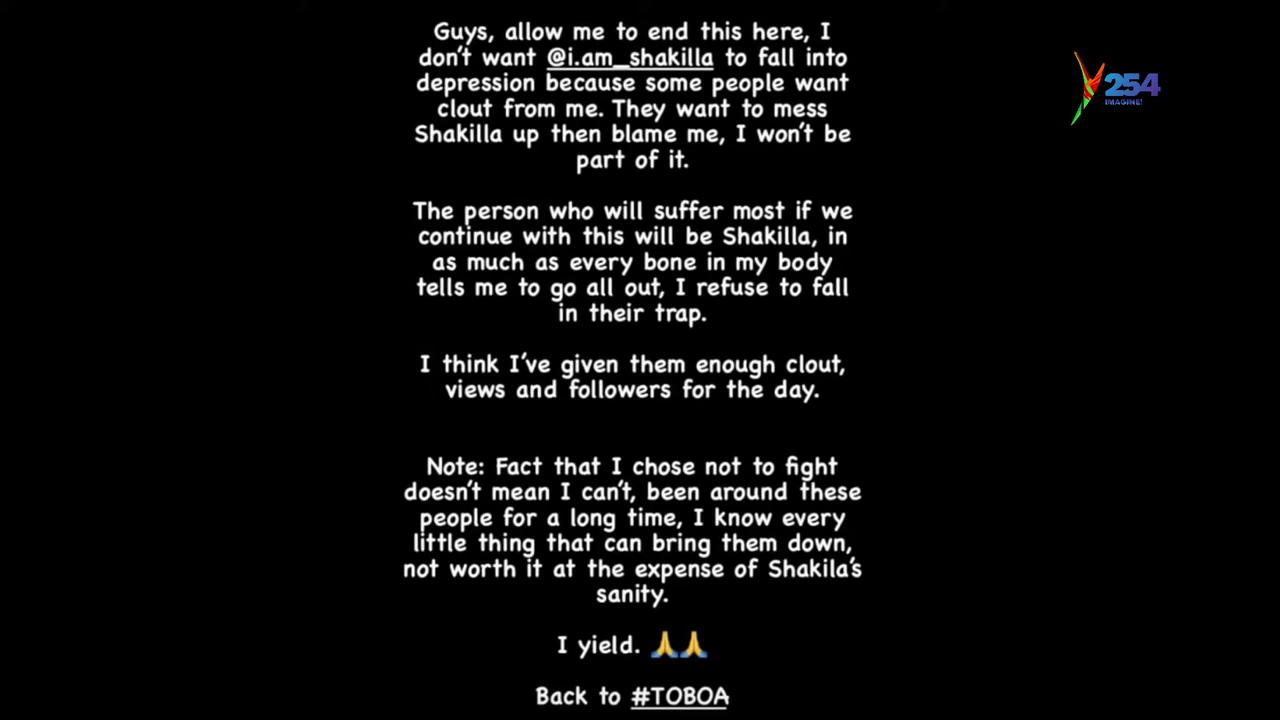 Guys, allow me to end this here, I
don't want @i.am_shakilla to fall into
depression because some people want
clout from me. They want to mess
Shakilla up then blame me, I won't be
part of it.
The person who will suffer most if we
continue with this will be Shakilla, in
as much as every bone in my body
tells me to go all out, I refuse to fall
in their trap.
I think I've given them enough clout,
views and followers for the day.
Note: Fact that I chose not to fight
doesn't mean I can't, been around these
people for a long time, I know every
little thing that can bring them down,
not worth it at the expense of Shakila's
sanity.
I yield. 🙏🙏
Back to #TOBOA
Y254
IMAGINE!